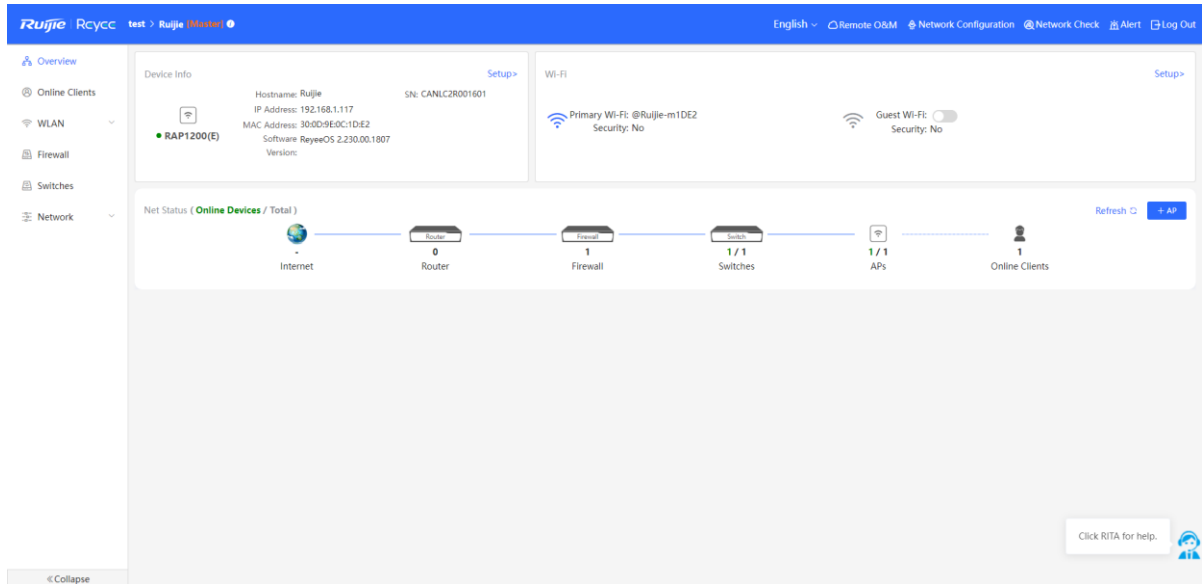 Ruijie Rcycc test > Ruijie [Master] English Remote O&M Network Configuration Network Check Alert Log Out
Overview
Online Clients
WLAN
Firewall
Switches
Network
Device Info Setup>
Hostname: Ruijie SN: CANLC2R001601
IP Address: 192.168.1.117
MAC Address: 30:0D:9E:0C:1D:E2
RAP1200(E)
Software ReyeeOS 2.230.00.1807
Version:
Wi-Fi Setup>
Primary Wi-Fi: @Ruijie-m1DE2 Guest Wi-Fi:
Security: No Security: No
Net Status ( Online Devices / Total ) Refresh + AP
Router Firewall Switch
- 0 1 1 / 1 1 / 1 1
Internet Router Firewall Switches APs Online Clients
Click RITA for help.
«Collapse